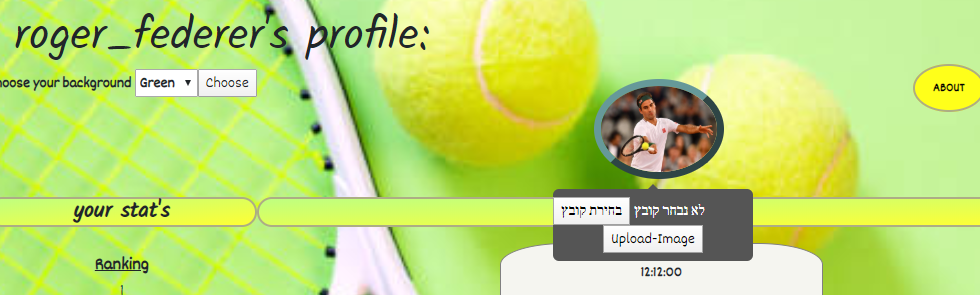 roger_federer's profile:
hoose your background Green ▼ Choose
ABOUT
בחירת קובץ לא נבחר קובץ
Upload-Image
your stat's
Ranking
1
12:12:00